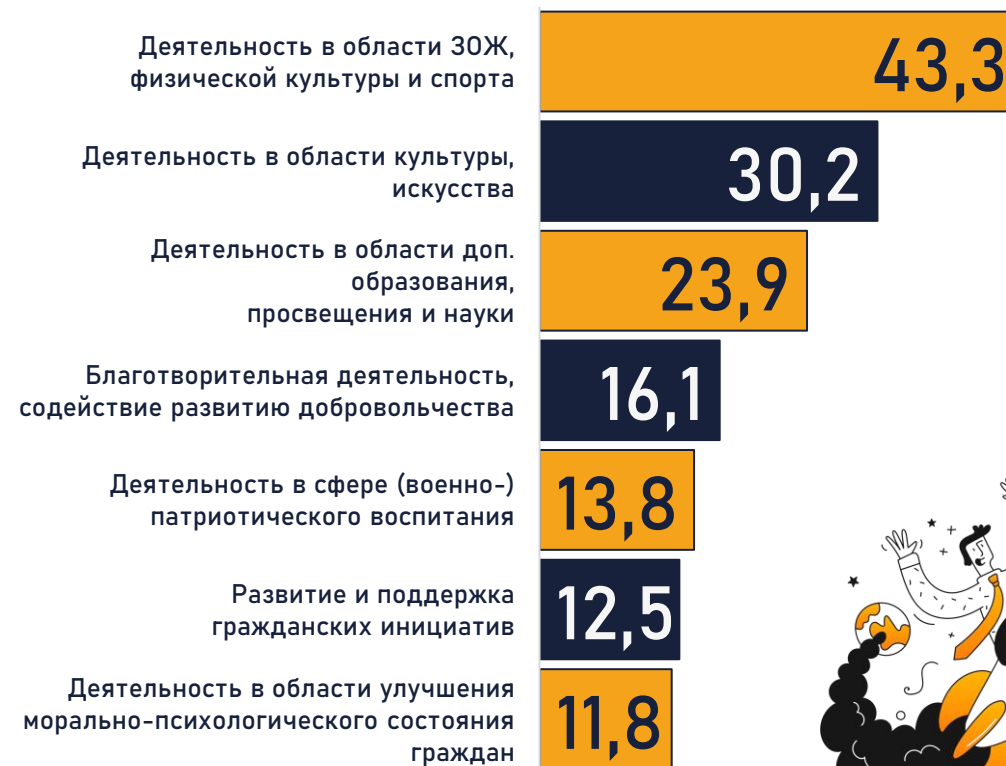 Деятельность в области ЗОЖ,
физической культуры и спорта
43,3
Деятельность в области культуры,
искусства
30,2
Деятельность в области доп.
образования,
просвещения и науки
23,9
Благотворительная деятельность,
содействие развитию добровольчества
16,1
Деятельность в сфере (военно-)
патриотического воспитания
13,8
Развитие и поддержка
гражданских инициатив
12,5
Деятельность в области улучшения
морально-психологического состояния
граждан
11,8